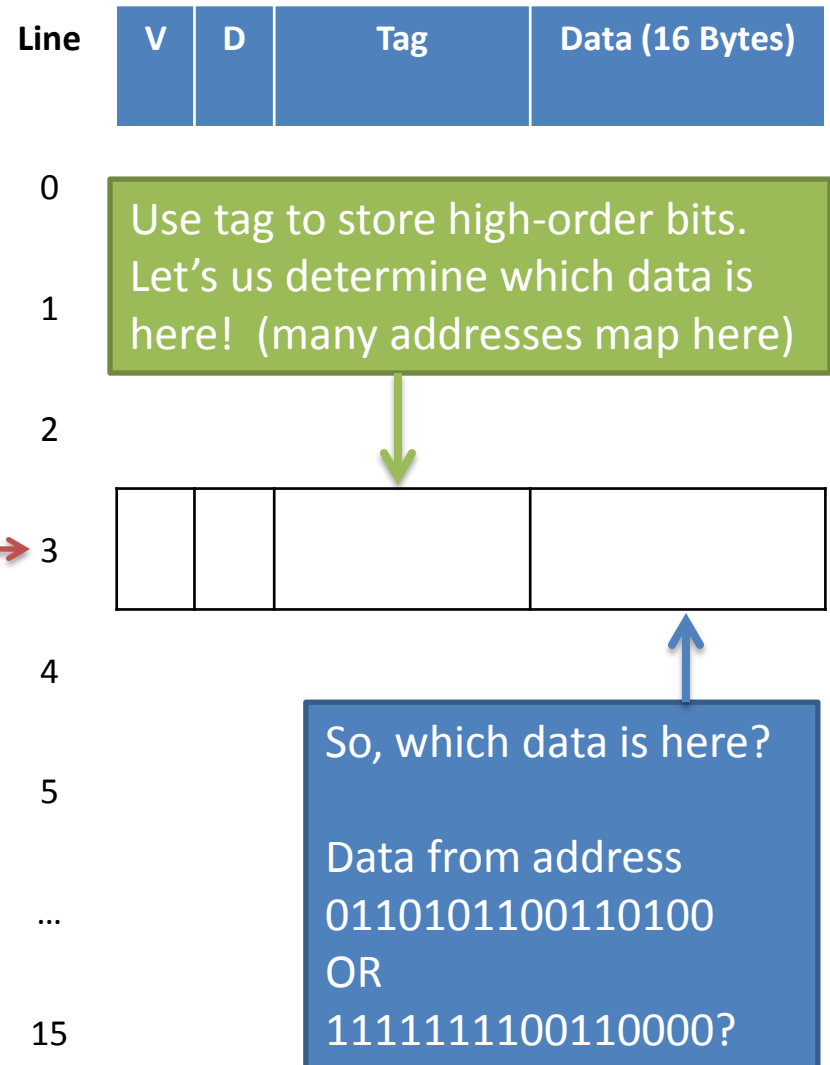 Line V D Tag Data (16 Bytes)
0
Use tag to store high-order bits.
Let’s us determine which data is
1
here!  (many addresses map here)
2
3
4
So, which data is here?
5
Data from address
0110101100110100
…
OR
1111111100110000?
15